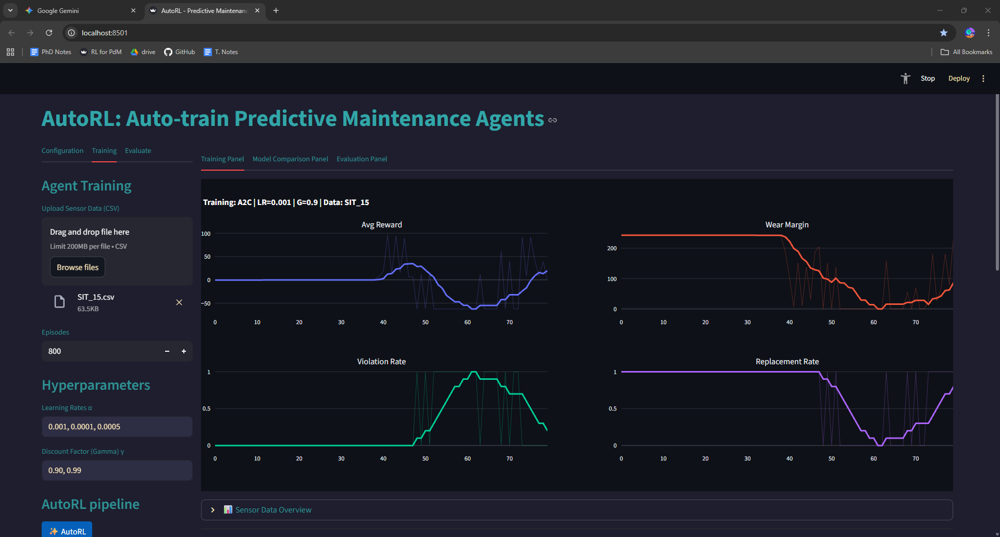 Google Gemini
AutoRL - Predictive Maintenanc
localhost:8501
PhD Notes
RL for PdM
drive
GitHub
T. Notes
All Bookmarks
Stop
Deploy
AutoRL: Auto-train Predictive Maintenance Agents
Configuration
Training
Evaluate
Agent Training
Upload Sensor Data (CSV)
Drag and drop file here
Limit 200MB per file • CSV
Browse files
SIT_15.csv
63.5KB
Episodes
800
Hyperparameters
Learning Rates α
0.001, 0.0001, 0.0005
Discount Factor (Gamma) γ
0.90, 0.99
AutoRL pipeline
✨ AutoRL
Training Panel
Model Comparison Panel
Evaluation Panel
Training: A2C | LR=0.001 | G=0.9 | Data: SIT_15
Avg Reward
100
50
0
−50
0 10 20 30 40 50 60 70
Wear Margin
200
100
0
0 10 20 30 40 50 60 70
Violation Rate
1
0.5
0
0 10 20 30 40 50 60 70
Replacement Rate
1
0.5
0
0 10 20 30 40 50 60 70
📊 Sensor Data Overview